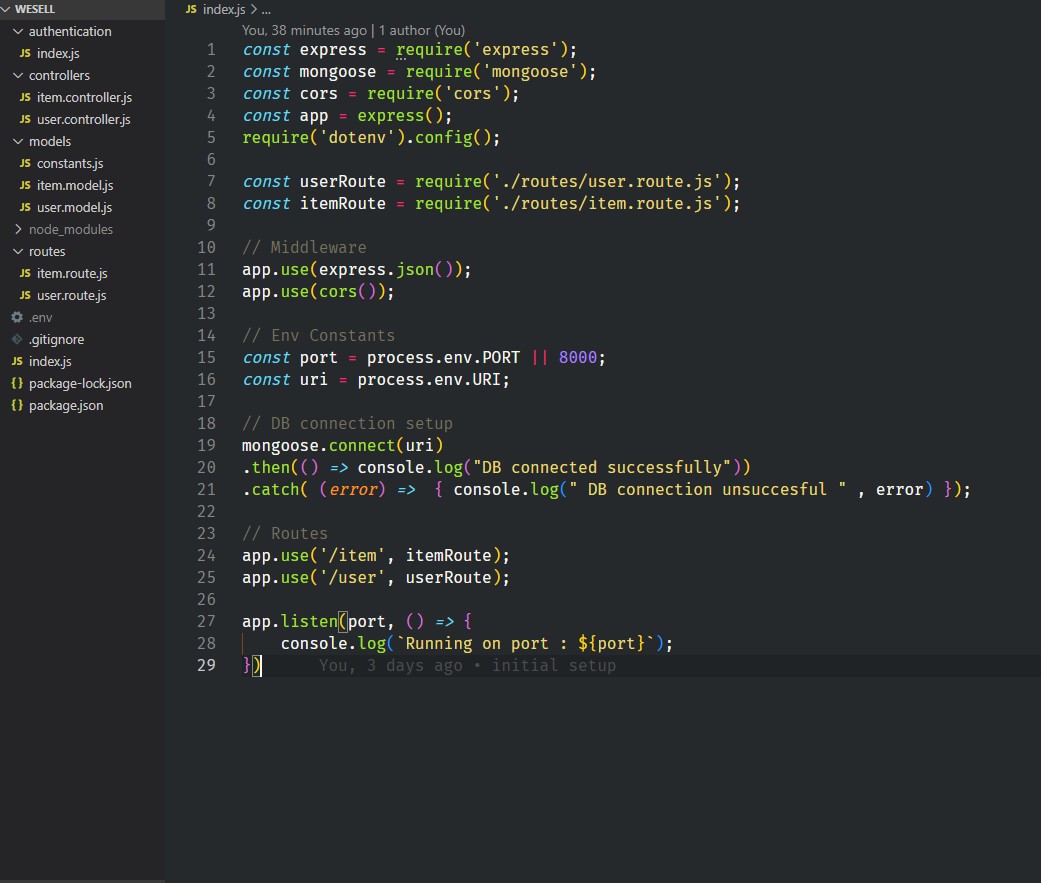 WESELL
authentication
JS index.js
controllers
JS item.controller.js
JS user.controller.js
models
JS constants.js
JS item.model.js
JS user.model.js
node_modules
routes
JS item.route.js
JS user.route.js
.env
.gitignore
JS index.js
{} package-lock.json
{} package.json
JS index.js > ...
You, 38 minutes ago | 1 author (You)
1 const express = require('express');
2 const mongoose = require('mongoose');
3 const cors = require('cors');
4 const app = express();
5 require('dotenv').config();
6
7 const userRoute = require('./routes/user.route.js');
8 const itemRoute = require('./routes/item.route.js');
9
10 // Middleware
11 app.use(express.json());
12 app.use(cors());
13
14 // Env Constants
15 const port = process.env.PORT || 8000;
16 const uri = process.env.URI;
17
18 // DB connection setup
19 mongoose.connect(uri)
20 .then(() => console.log("DB connected successfully"))
21 .catch( (error) =>  { console.log(" DB connection unsuccesful " , error) });
22
23 // Routes
24 app.use('/item', itemRoute);
25 app.use('/user', userRoute);
26
27 app.listen(port, () => {
28     console.log(`Running on port : ${port}`);
29 }) You, 3 days ago • initial setup